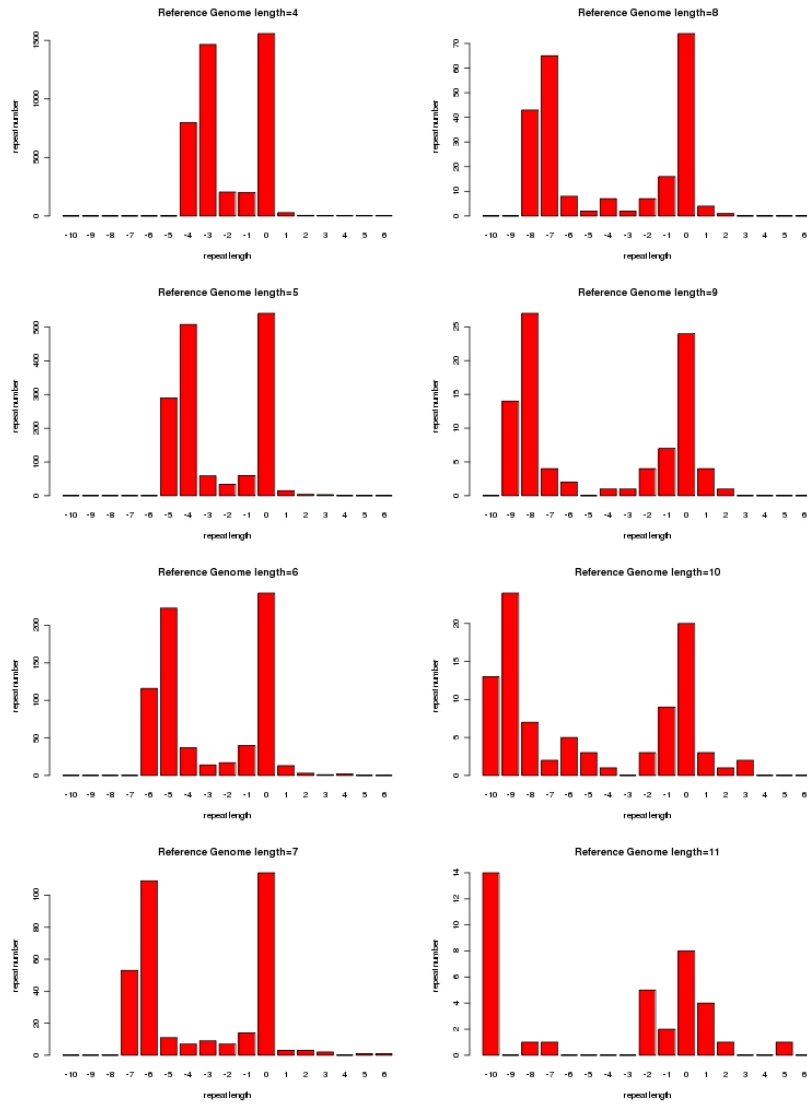 Reference Genome length=4
repeat number
0
500
1000
1500
-10 -9 -8 -7 -6 -5 -4 -3 -2 -1 0 1 2 3 4 5 6
repeat length
Reference Genome length=8
repeat number
0 10 20 30 40 50 60 70
-10 -9 -8 -7 -6 -5 -4 -3 -2 -1 0 1 2 3 4 5 6
repeat length
Reference Genome length=5
repeat number
0 100 200 300 400 500
-10 -9 -8 -7 -6 -5 -4 -3 -2 -1 0 1 2 3 4 5 6
repeat length
Reference Genome length=9
repeat number
0 5 10 15 20 25
-10 -9 -8 -7 -6 -5 -4 -3 -2 -1 0 1 2 3 4 5 6
repeat length
Reference Genome length=6
repeat number
0 50 100 150 200
-10 -9 -8 -7 -6 -5 -4 -3 -2 -1 0 1 2 3 4 5 6
repeat length
Reference Genome length=10
repeat number
0 5 10 15 20
-10 -9 -8 -7 -6 -5 -4 -3 -2 -1 0 1 2 3 4 5 6
repeat length
Reference Genome length=7
repeat number
0 20 40 60 80 100
-10 -9 -8 -7 -6 -5 -4 -3 -2 -1 0 1 2 3 4 5 6
repeat length
Reference Genome length=11
repeat number
0 2 4 6 8 10 12 14
-10 -9 -8 -7 -6 -5 -4 -3 -2 -1 0 1 2 3 4 5 6
repeat length